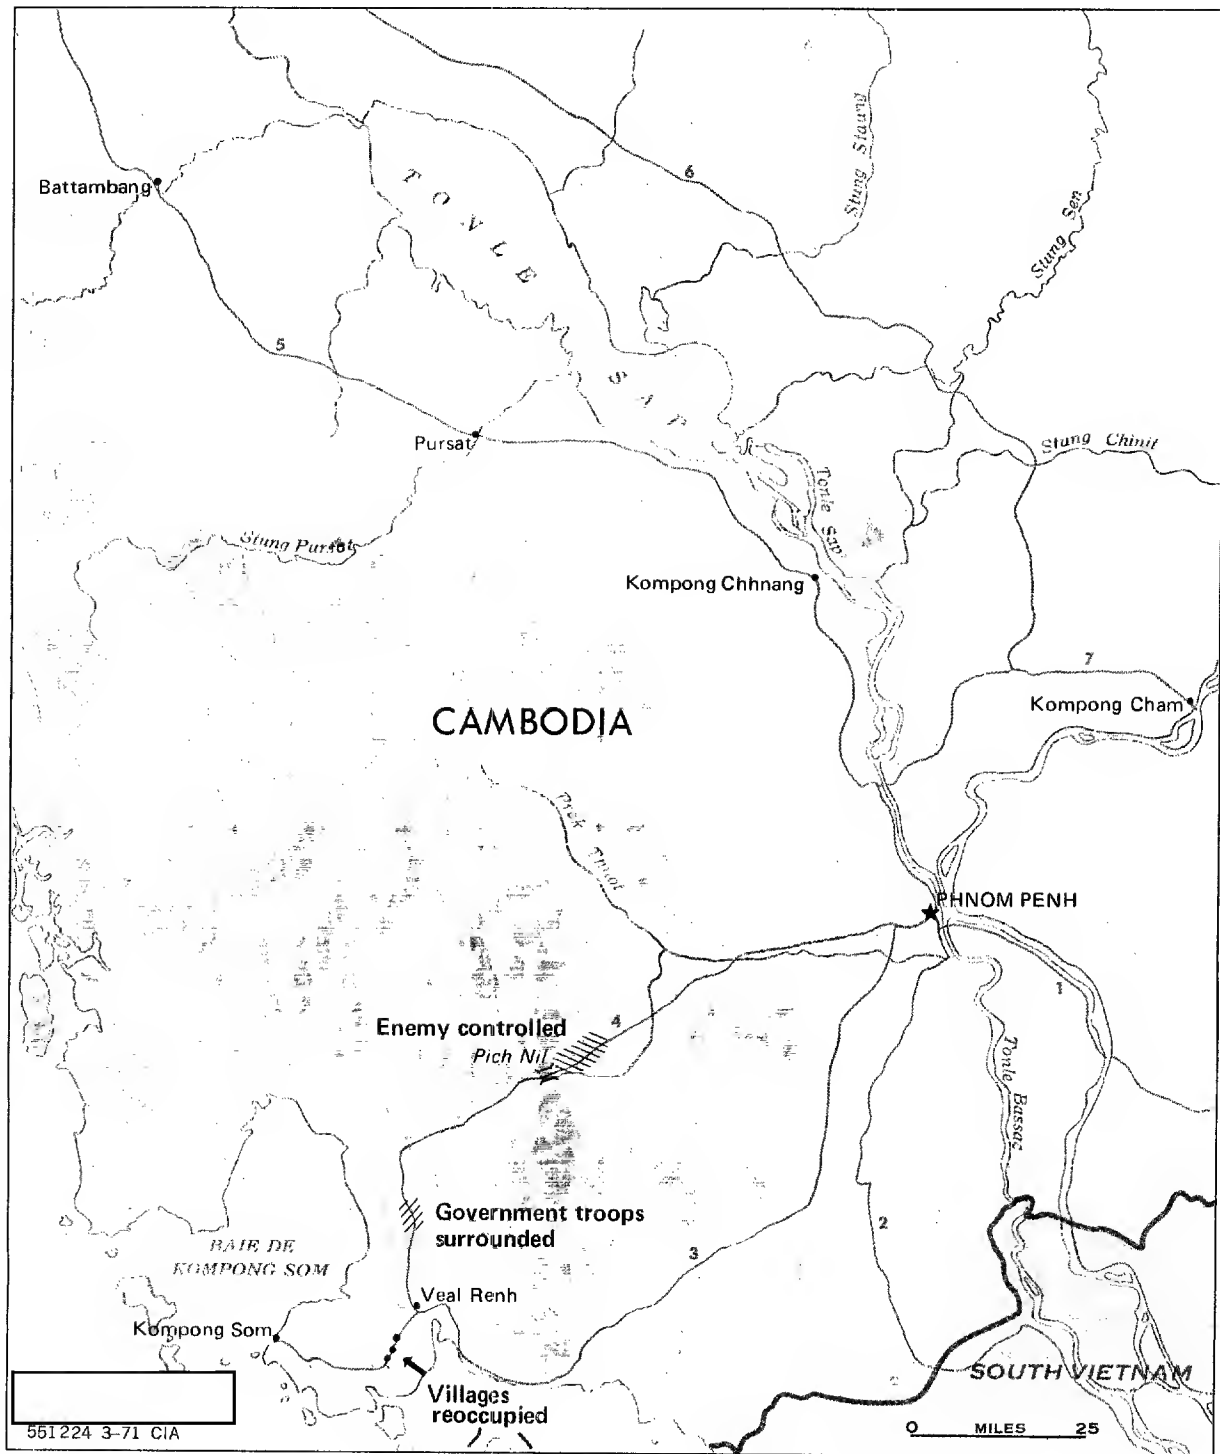 Stung Staung
6
Battambang
TONLE
SAP
Stung Sen
5
Pursat
Stung Chinit
Tonle Sap
Stung Pursat
Kompong Chhnang
7
Kompong Cham
CAMBODIA
Prek Tnnot
PHNOM PENH
1
4
Enemy controlled
Pich Nil
Tonle Bassac
Government troops
surrounded
2
3
BAIE DE
KOMPONG SOM
Veal Renh
Kompong Som
Villages
reoccupied
SOUTH VIETNAM
2
551224 3-71 CIA
0 MILES 25